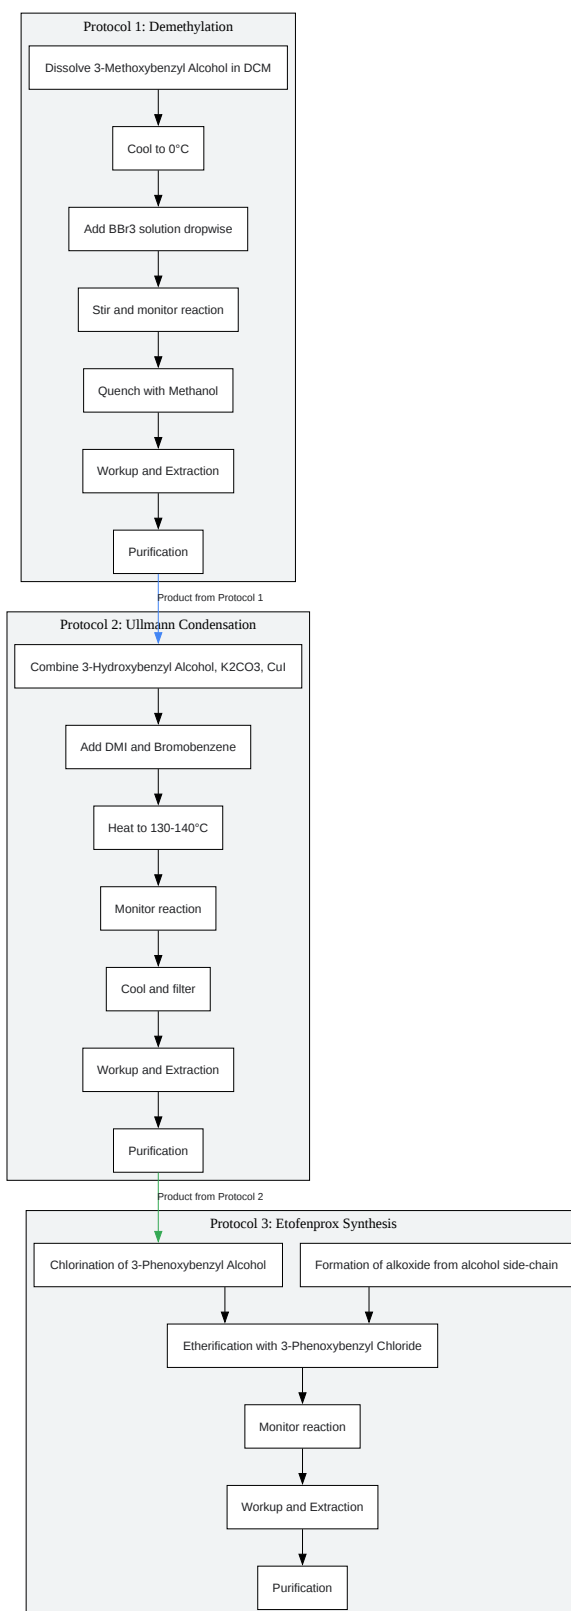 Protocol 1: Demethylation
Dissolve 3-Methoxybenzyl Alcohol in DCM
Cool to 0°C
Add BBr3 solution dropwise
Stir and monitor reaction
Quench with Methanol
Workup and Extraction
Purification
Product from Protocol 1
Protocol 2: Ullmann Condensation
Combine 3-Hydroxybenzyl Alcohol, K2CO3, CuI
Add DMI and Bromobenzene
Heat to 130-140°C
Monitor reaction
Cool and filter
Workup and Extraction
Purification
Product from Protocol 2
Protocol 3: Etofenprox Synthesis
Chlorination of 3-Phenoxybenzyl Alcohol
Formation of alkoxide from alcohol side-chain
Etherification with 3-Phenoxybenzyl Chloride
Monitor reaction
Workup and Extraction
Purification